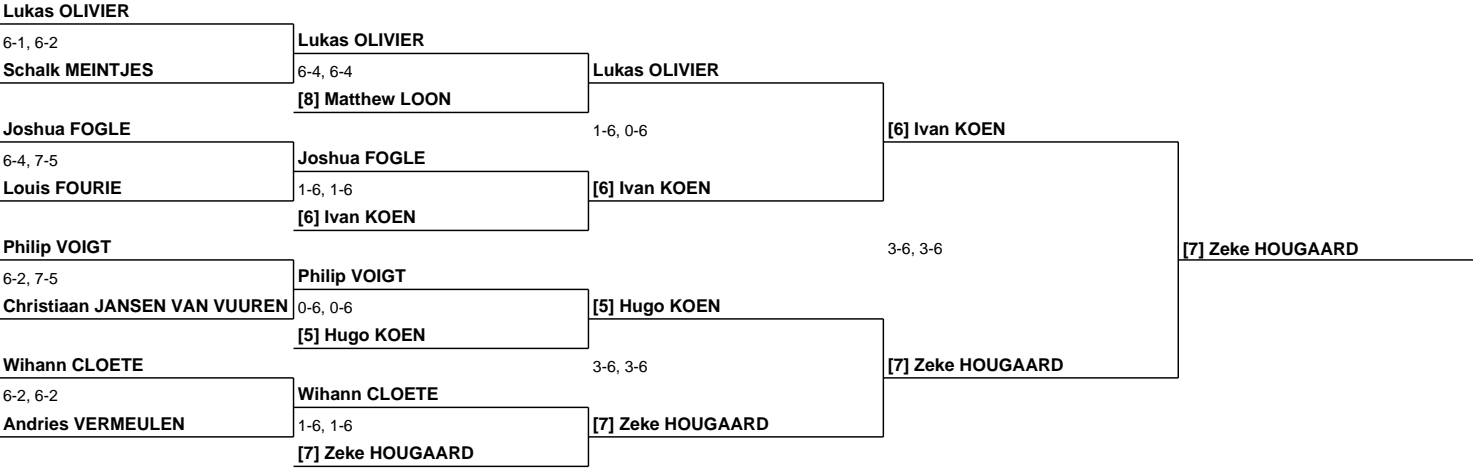 Lukas OLIVIER
6-1, 6-2
Lukas OLIVIER
Schalk MEINTJES
6-4, 6-4
Lukas OLIVIER
[8] Matthew LOON
Joshua FOGLE
1-6, 0-6
[6] Ivan KOEN
6-4, 7-5
Joshua FOGLE
Louis FOURIE
1-6, 1-6
[6] Ivan KOEN
[6] Ivan KOEN
Philip VOIGT
3-6, 3-6
[7] Zeke HOUGAARD
6-2, 7-5
Philip VOIGT
Christiaan JANSEN VAN VUUREN
0-6, 0-6
[5] Hugo KOEN
[5] Hugo KOEN
Wihann CLOETE
3-6, 3-6
[7] Zeke HOUGAARD
6-2, 6-2
Wihann CLOETE
Andries VERMEULEN
1-6, 1-6
[7] Zeke HOUGAARD
[7] Zeke HOUGAARD